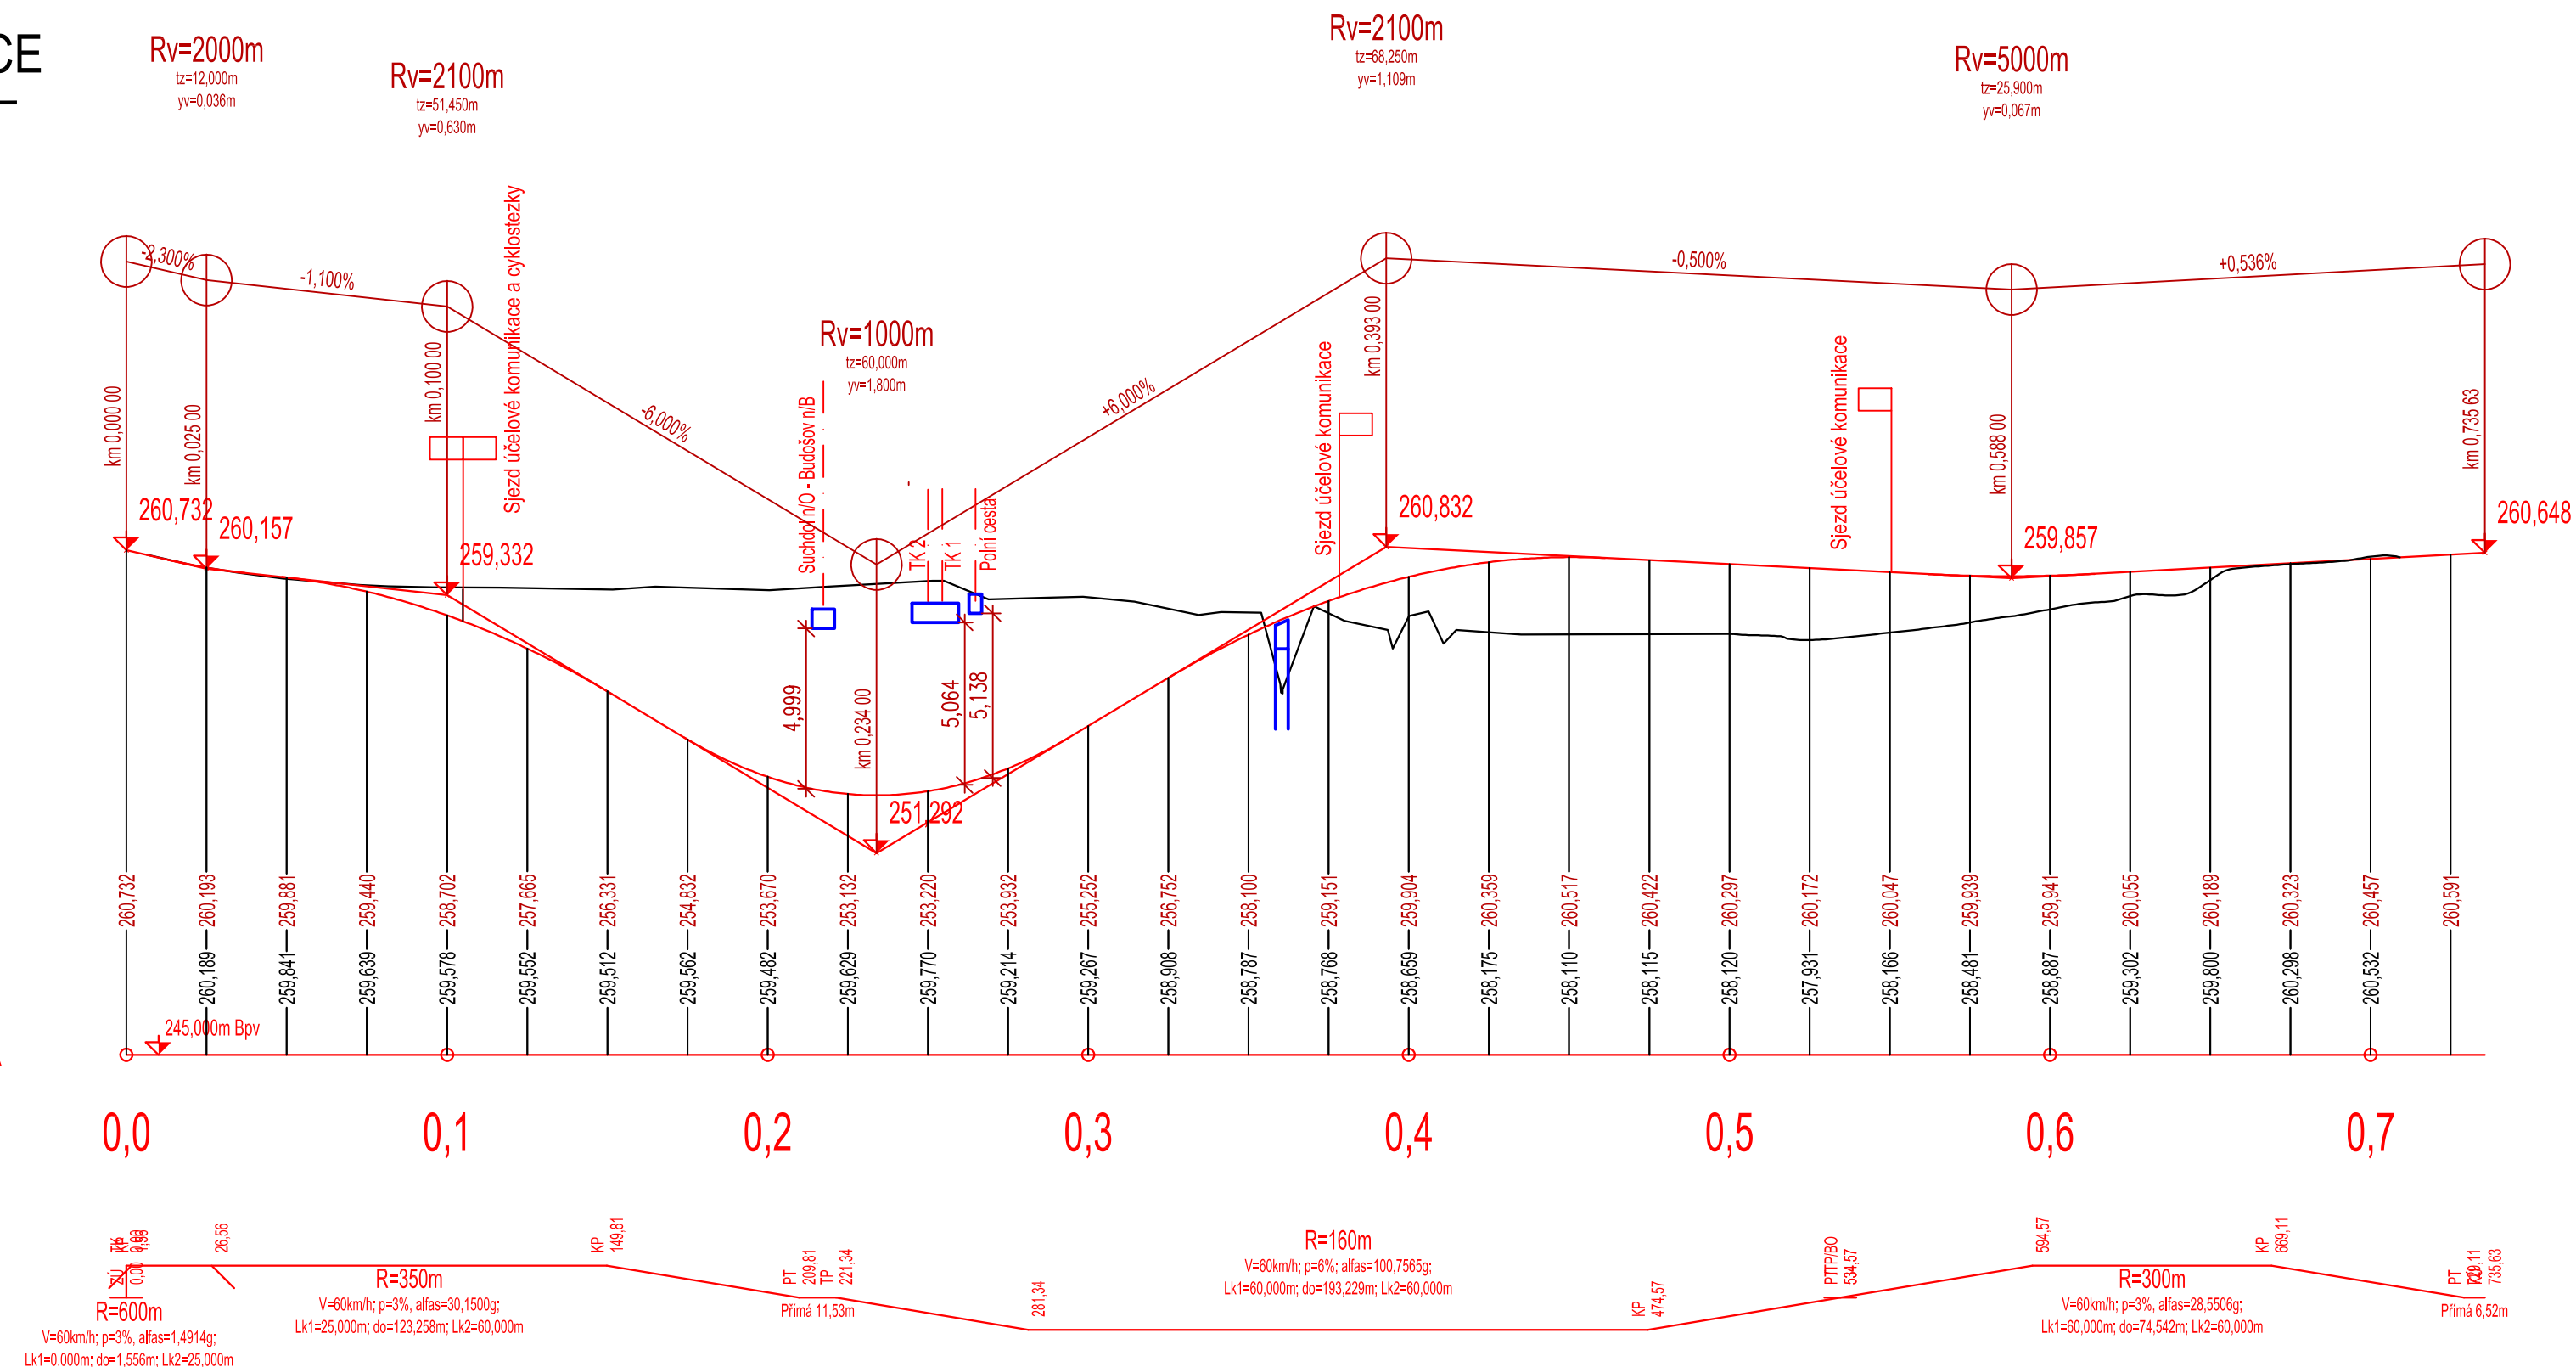 CE
Rv=2000m
tz=12,000m
yv=0,036m
Rv=2100m
tz=51,450m
yv=0,630m
Rv=2100m
tz=68,250m
yv=1,109m
Rv=5000m
tz=25,900m
yv=0,067m
Rv=1000m
tz=60,000m
yv=1,800m
-2,300%
-1,100%
-6,000%
+6,000%
-0,500%
+0,536%
km 0,000 00
km 0,025 00
km 0,100 00
km 0,234 00
km 0,393 00
km 0,588 00
km 0,735 63
Sjezd účelové komunikace a cyklostezky
Suchdol n/O - Budošov n/B
TK 2
TK 1
Polní cesta
Sjezd účelové komunikace
Sjezd účelové komunikace
260,732
260,157
259,332
251,292
260,832
259,857
260,648
4,999
5,064
5,138
260,732
260,193
259,881
259,440
258,702
257,665
256,331
254,832
253,670
253,132
253,220
253,932
255,252
256,752
258,100
259,151
259,904
260,359
260,517
260,422
260,297
260,172
260,047
259,939
259,941
260,055
260,189
260,323
260,457
260,591
260,189
259,841
259,639
259,578
259,552
259,512
259,562
259,482
259,629
259,770
259,214
259,267
258,908
258,787
258,768
258,659
258,175
258,110
258,115
258,120
257,931
258,166
258,481
258,887
259,302
259,800
260,298
260,532
245,000m Bpv
0,0
0,1
0,2
0,3
0,4
0,5
0,6
0,7
ZÚ
0,00
26,56
KP
149,81
PT
209,81
TP
221,34
Přímá 11,53m
281,34
KP
474,57
534,57
594,57
KP
669,11
PT
735,63
Přímá 6,52m
R=600m
V=60km/h; p=3%, alfas=1,4914g;
Lk1=0,000m; do=1,556m; Lk2=25,000m
R=350m
V=60km/h; p=3%, alfas=30,1500g;
Lk1=25,000m; do=123,258m; Lk2=60,000m
R=160m
V=60km/h; p=6%; alfas=100,7565g;
Lk1=60,000m; do=193,229m; Lk2=60,000m
R=300m
V=60km/h; p=3%, alfas=28,5506g;
Lk1=60,000m; do=74,542m; Lk2=60,000m